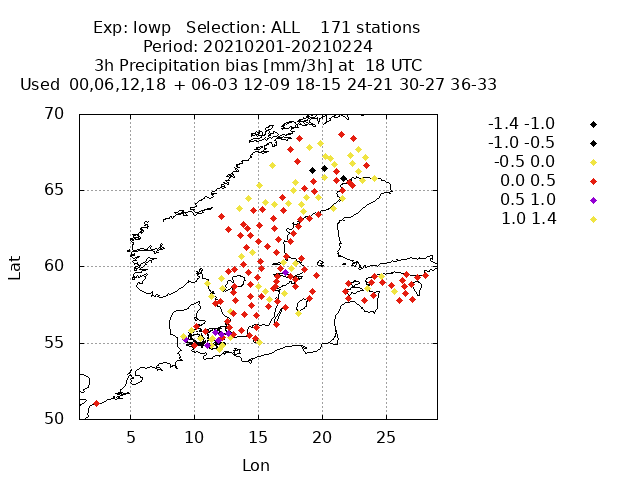 Exp: lowp   Selection: ALL    171 stations
Period: 20210201-20210224
3h Precipitation bias [mm/3h] at  18 UTC
Used  00,06,12,18  + 06-03 12-09 18-15 24-21 30-27 36-33
-1.4 -1.0
-1.0 -0.5
-0.5 0.0
0.0 0.5
0.5 1.0
1.0 1.4
70
65
60
55
50
Lat
5 10 15 20 25
Lon